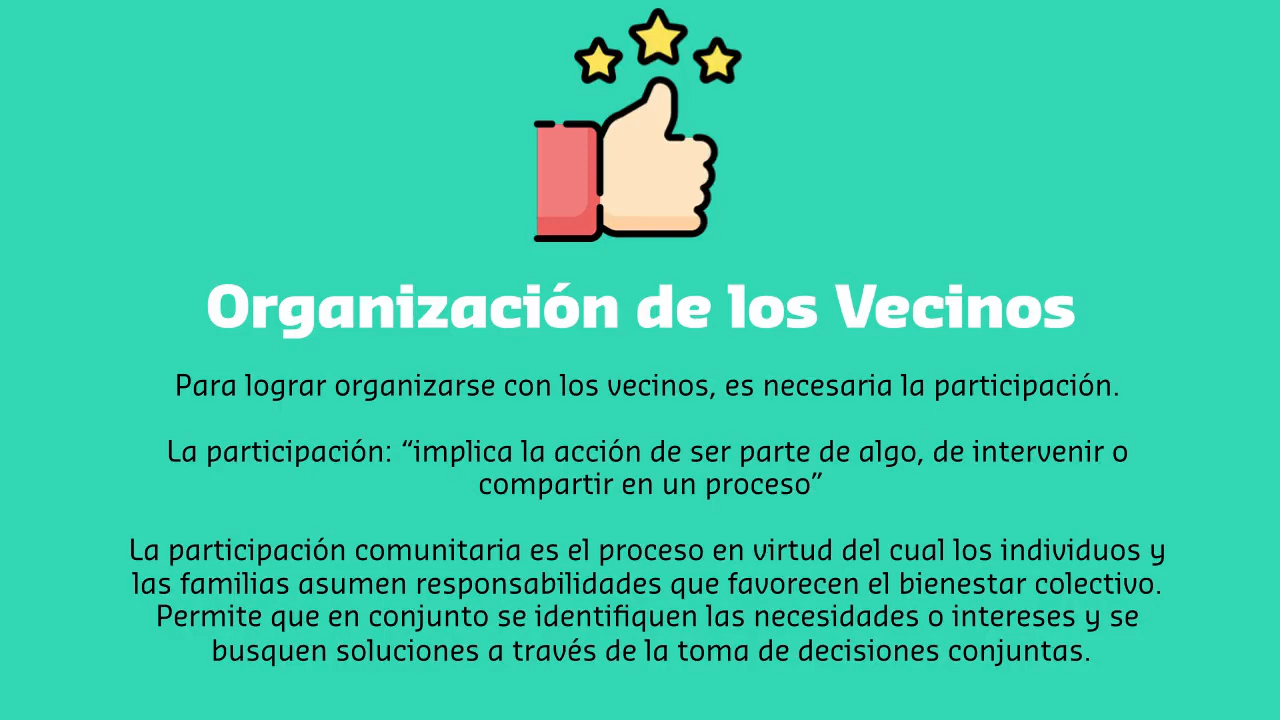 Organización de los Vecinos
Para lograr organizarse con los vecinos, es necesaria la participación.
La participación: “implica la acción de ser parte de algo, de intervenir o
compartir en un proceso”
La participación comunitaria es el proceso en virtud del cual los individuos y
las familias asumen responsabilidades que favorecen el bienestar colectivo.
Permite que en conjunto se identifiquen las necesidades o intereses y se
busquen soluciones a través de la toma de decisiones conjuntas.